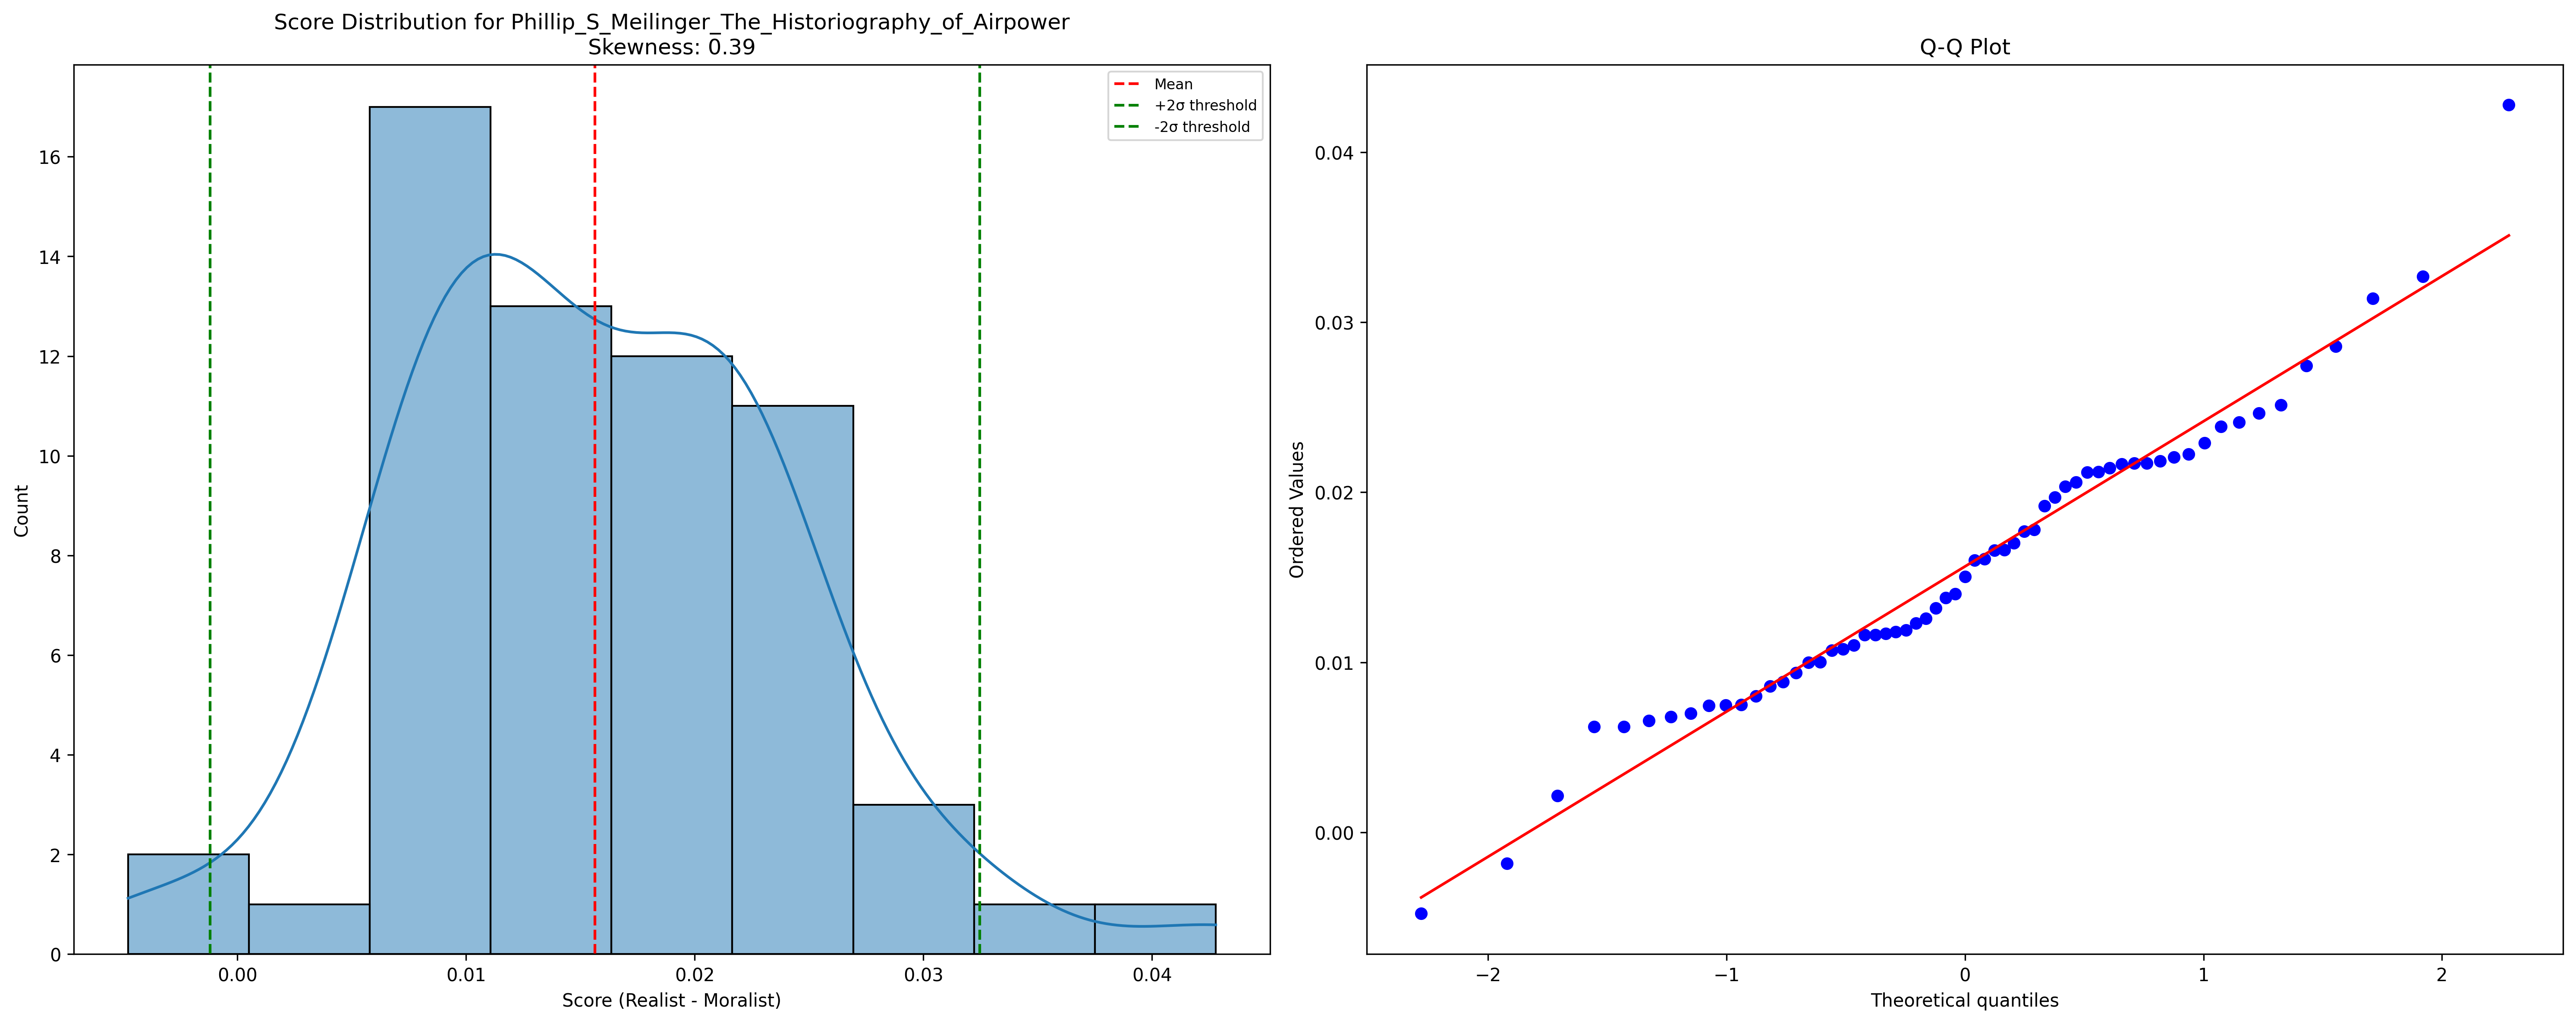 Score Distribution for Phillip_S_Meilinger_The_Historiography_of_Airpower
Skewness: 0.39
Mean
+2σ threshold
-2σ threshold
Count
16
14
12
10
8
6
4
2
0
0.00 0.01 0.02 0.03 0.04
Score (Realist - Moralist)
Q-Q Plot
Ordered Values
0.04
0.03
0.02
0.01
0.00
−2 −1 0 1 2
Theoretical quantiles